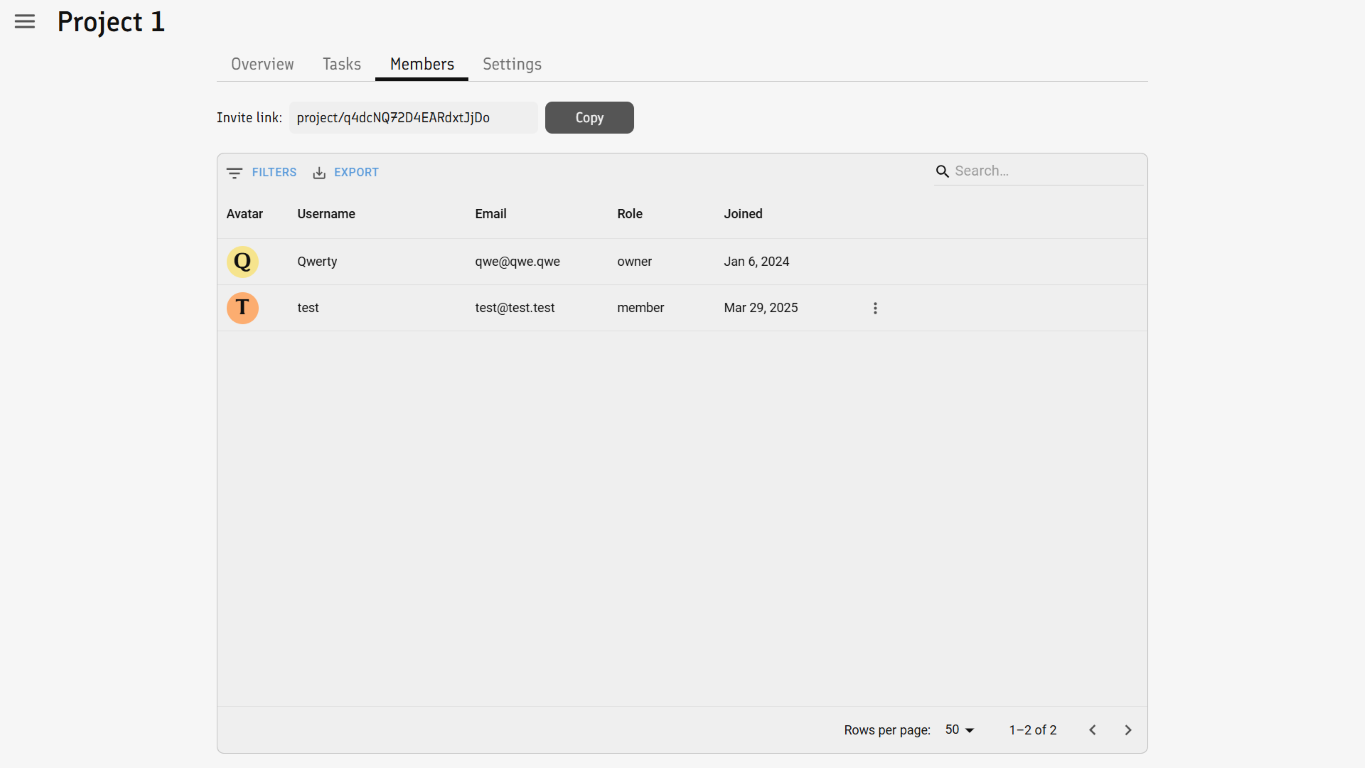 Project 1
Overview Tasks Members Settings
Invite link: project/q4dcNQ72D4EARdxtJjDo Copy
FILTERS EXPORT Search...
Avatar Username Email Role Joined
Q Qwerty qwe@qwe.qwe owner Jan 6, 2024
T test test@test.test member Mar 29, 2025
Rows per page: 50 1–2 of 2